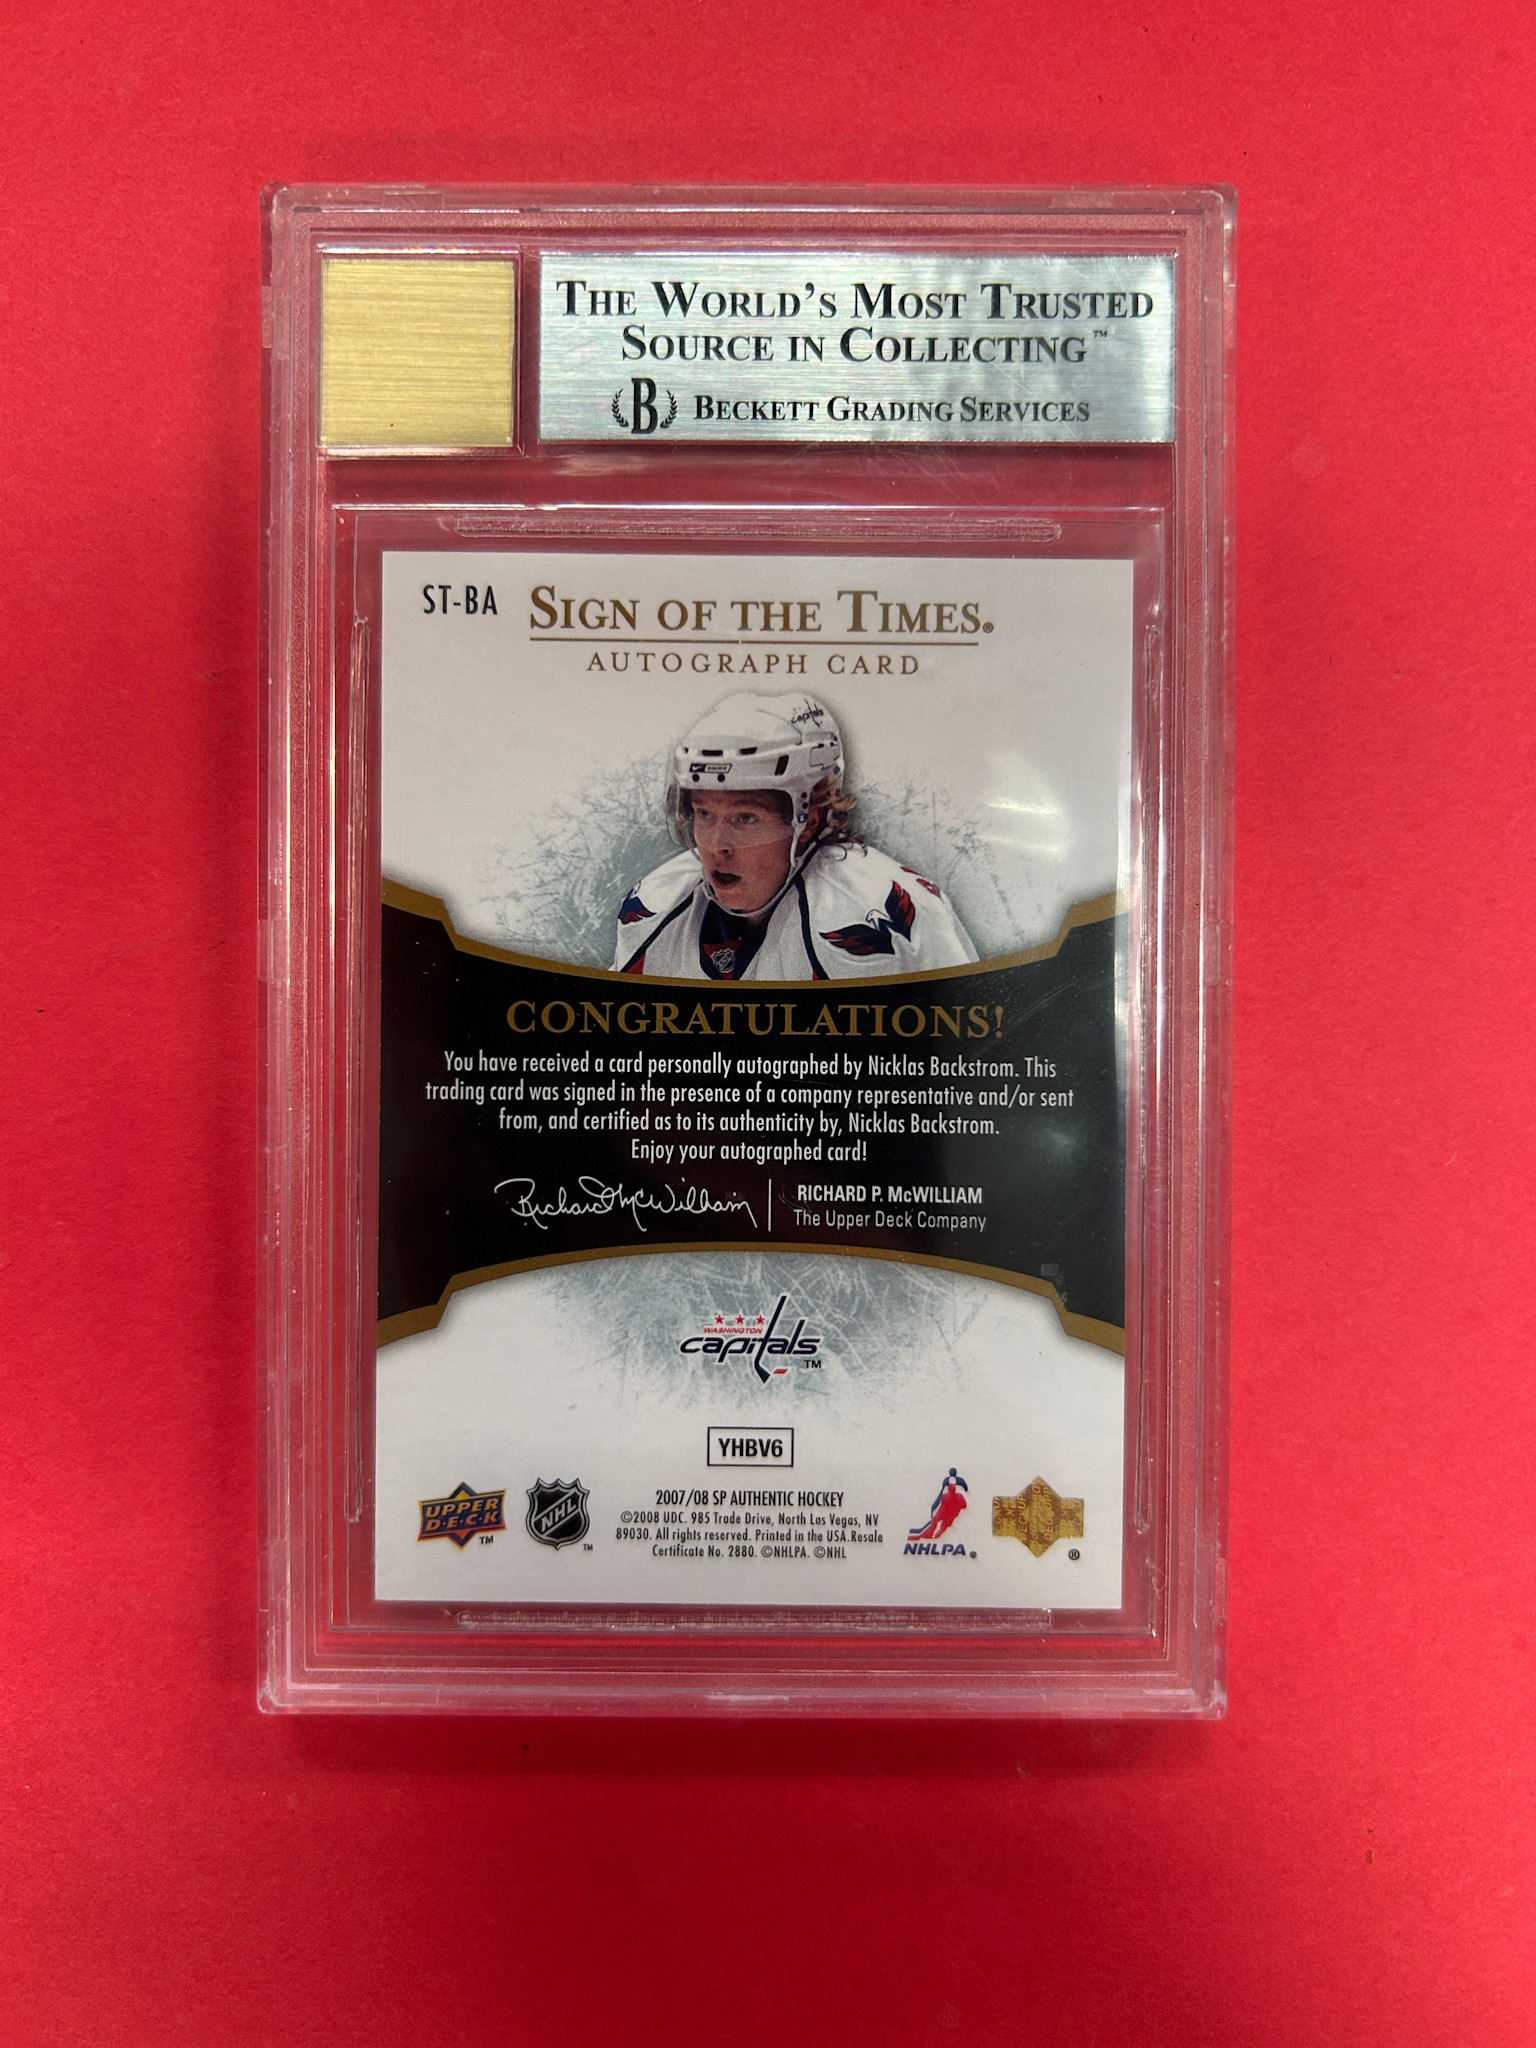 THE WORLD'S MOST TRUSTED
SOURCE IN COLLECTING™
B BECKETT GRADING SERVICES
ST-BA
SIGN OF THE TIMES®
AUTOGRAPH CARD
capitals
CONGRATULATIONS!
You have received a card personally autographed by Nicklas Backstrom. This
trading card was signed in the presence of a company representative and/or sent
from, and certified as to its authenticity by, Nicklas Backstrom.
Enjoy your autographed card!
Richard McWilliam
RICHARD P. McWILLIAM
The Upper Deck Company
WASHINGTON
capitals™
YHBV6
UPPER
D·E·C·K™
NHL™
2007/08 SP AUTHENTIC HOCKEY
©2008 UDC. 985 Trade Drive, North Las Vegas, NV
89030. All rights reserved. Printed in the USA.Resale
Certificate No. 2880. ©NHLPA. ©NHL
NHLPA®
®